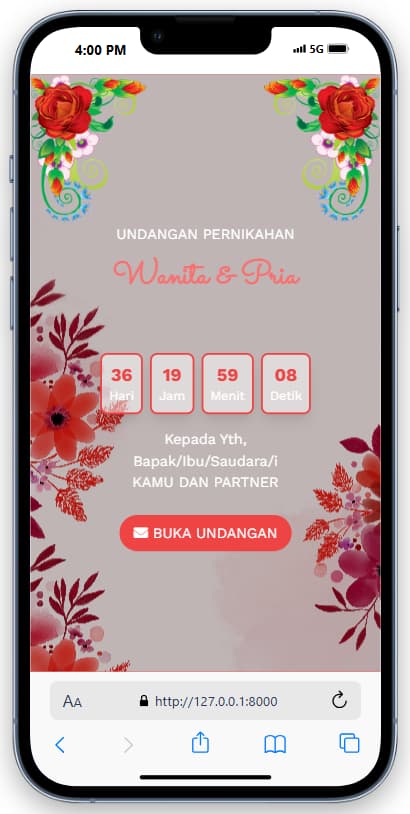 4:00 PM 5G
UNDANGAN PERNIKAHAN
Wanita & Pria
36 19 59 08
Hari Jam Menit Detik
Kepada Yth,
Bapak/Ibu/Saudara/i
KAMU DAN PARTNER
BUKA UNDANGAN
AA http://127.0.0.1:8000